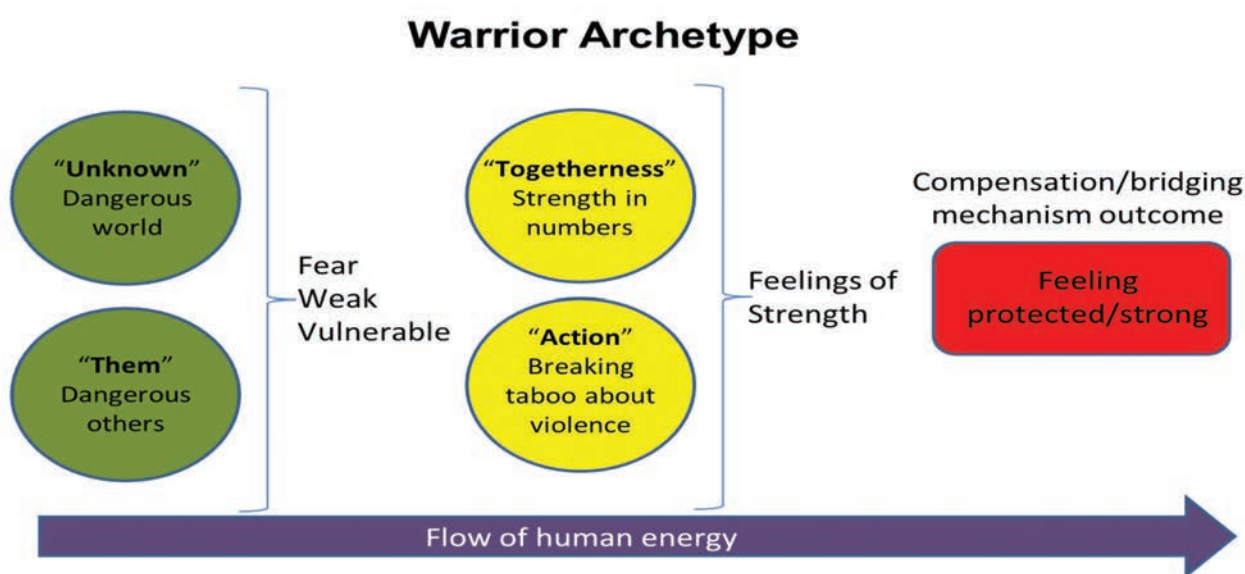 Warrior Archetype
“Unknown”
Dangerous
world
“Them”
Dangerous
others
Fear
Weak
Vulnerable
“Togetherness”
Strength in
numbers
“Action”
Breaking
taboo about
violence
Feelings of
Strength
Compensation/bridging
mechanism outcome
Feeling
protected/strong
Flow of human energy